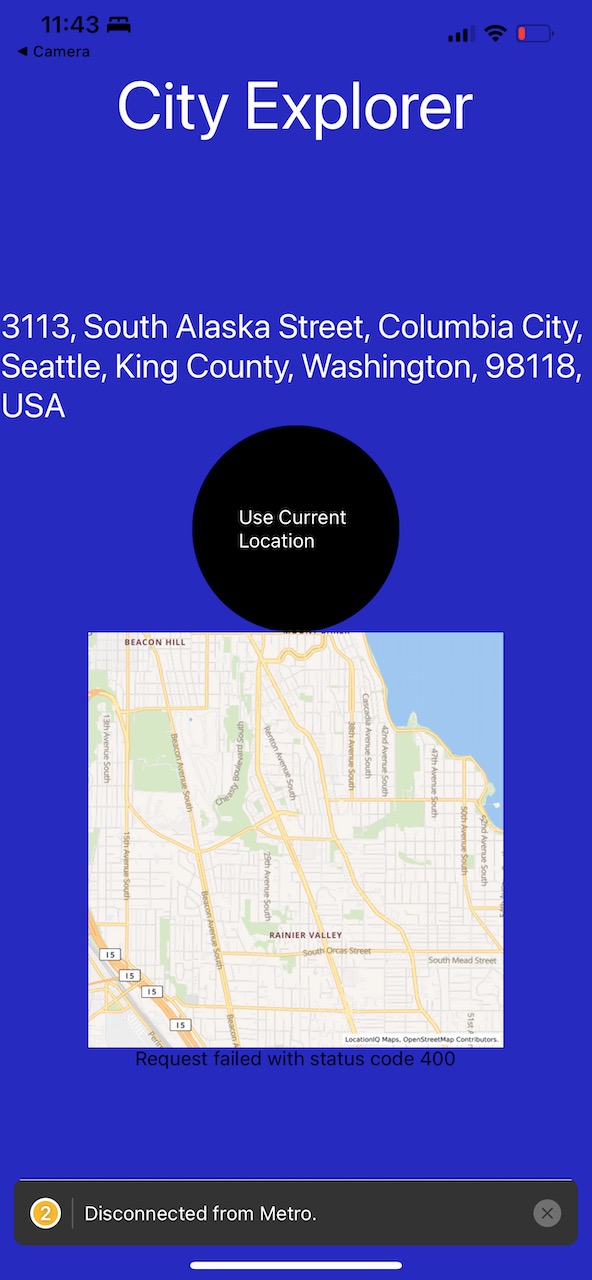 11:43
◀ Camera
City Explorer
3113, South Alaska Street, Columbia City,
Seattle, King County, Washington, 98118,
USA
Use Current
Location
BEACON HILL
13th Avenue South
Beacon Avenue South
Cheasty Boulevard South
Renton Avenue South
38th Avenue South
Cascadia Avenue South
42nd Avenue South
47th Avenue South
50th Avenue South
52nd Avenue South
15th Avenue South
29th Avenue South
Beacon Avenue South
RAINIER VALLEY
South Orcas Street
South Mead Street
I 5
I 5
I 5
I 5
Beacon A
51st A
LocationIQ Maps, OpenStreetMap Contributors.
Request failed with status code 400
2
Disconnected from Metro.